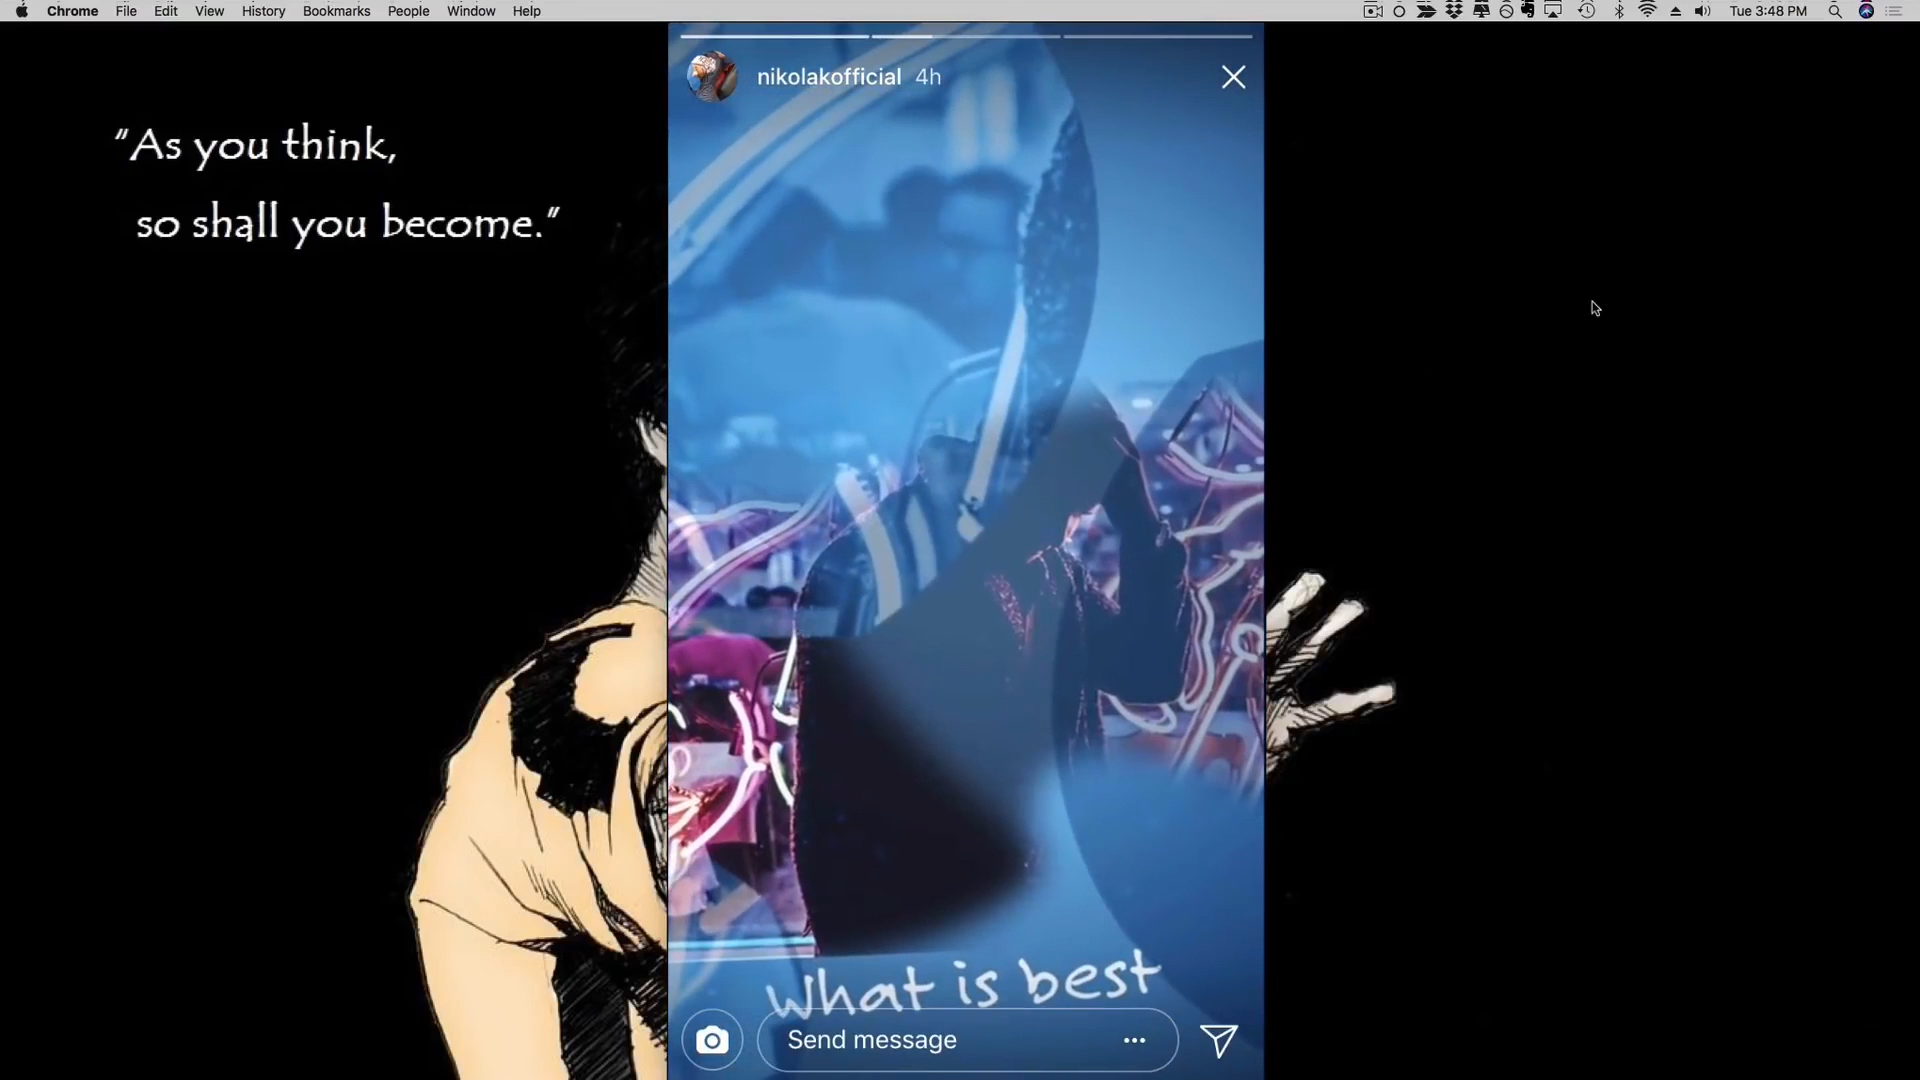 Chrome File Edit View History Bookmarks People Window Help Tue 3:48 PM
nikolakofficial 4h
"As you think,
so shall you become."
What is best
Send message